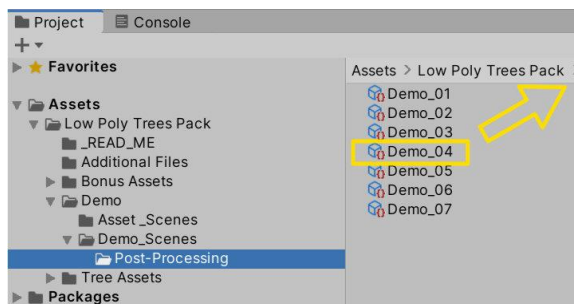 Project Console
Favorites
Assets > Low Poly Trees Pack >
Assets
Low Poly Trees Pack
_READ_ME
Additional Files
Bonus Assets
Demo
Asset _Scenes
Demo_Scenes
Post-Processing
Tree Assets
Packages
Demo_01
Demo_02
Demo_03
Demo_04
Demo_05
Demo_06
Demo_07